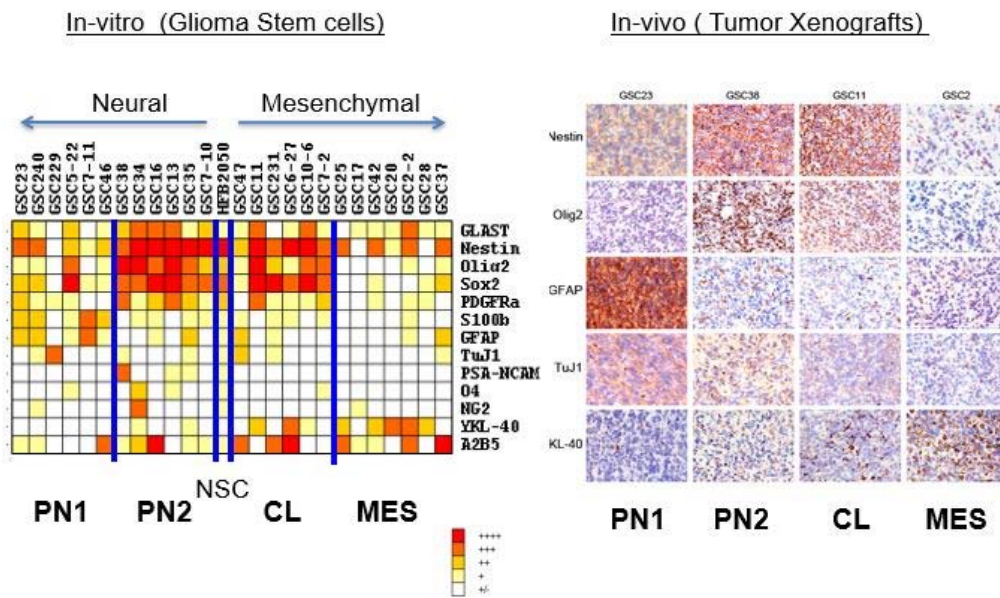 In-vitro (Glioma Stem cells)
In-vivo ( Tumor Xenografts)
Neural
Mesenchymal
GSC23
GSC240
GSC229
GSC5-22
GSC7-11
GSC46
GSC38
GSC34
GSC16
GSC13
GSC35
GSC7-10
HFB2050
GSC47
GSC11
GSC231
GSC6-27
GSC10-6
GSC7-2
GSC25
GSC17
GSC42
GSC20
GSC2-2
GSC28
GSC37
GLAST
Nestin
Olig2
Sox2
PDGFRa
S100b
GFAP
TuJ1
PSA-NCAM
O4
NG2
YKL-40
A2B5
NSC
PN1 PN2 CL MES
++++
+++
++
+
+/-
GSC23 GSC38 GSC11 GSC2
Nestin
Olig2
GFAP
TuJ1
KL-40
PN1 PN2 CL MES